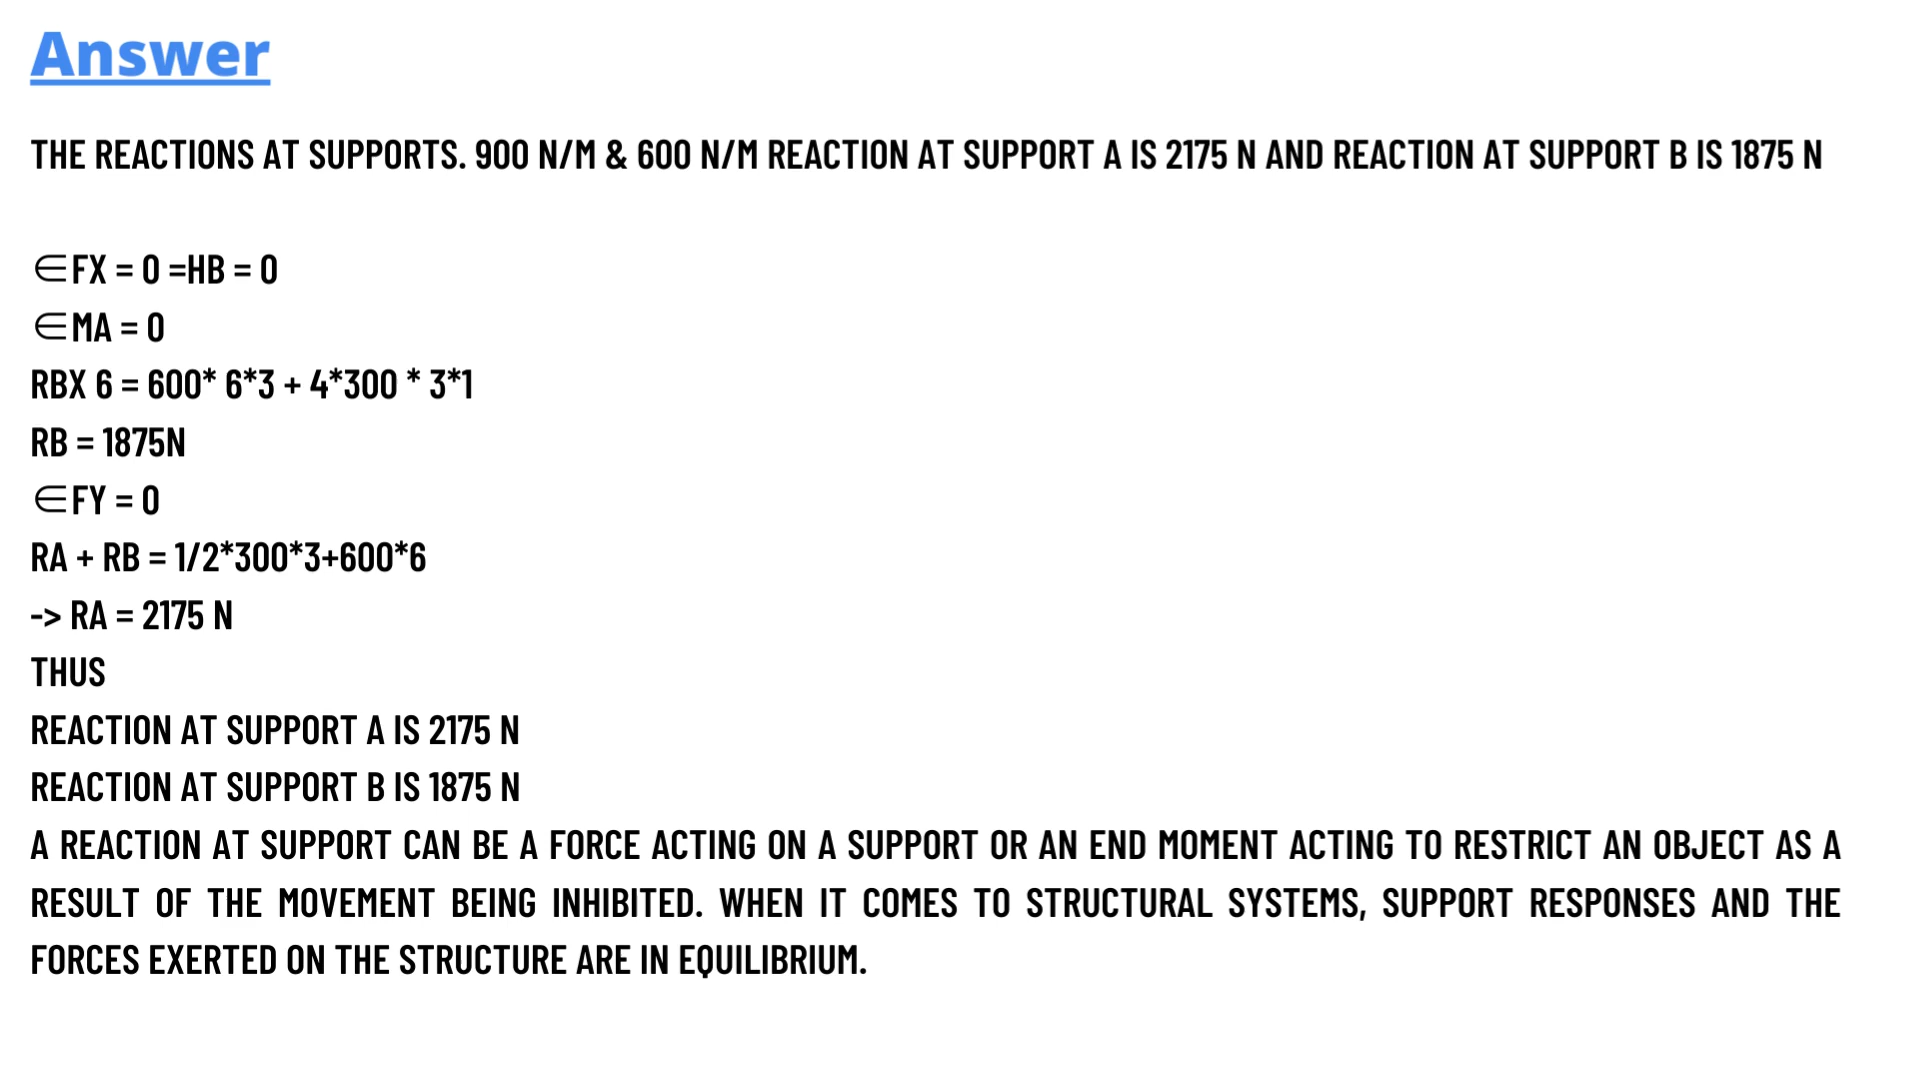 Answer
THE REACTIONS AT SUPPORTS. 900 N/M & 600 N/M REACTION AT SUPPORT A IS 2175 N AND REACTION AT SUPPORT B IS 1875 N
∈FX = 0 =HB = 0
∈MA = 0
RBX 6 = 600* 6*3 + 4*300 * 3*1
RB = 1875N
∈FY = 0
RA + RB = 1/2*300*3+600*6
-> RA = 2175 N
THUS
REACTION AT SUPPORT A IS 2175 N
REACTION AT SUPPORT B IS 1875 N
A REACTION AT SUPPORT CAN BE A FORCE ACTING ON A SUPPORT OR AN END MOMENT ACTING TO RESTRICT AN OBJECT AS A
RESULT OF THE MOVEMENT BEING INHIBITED. WHEN IT COMES TO STRUCTURAL SYSTEMS, SUPPORT RESPONSES AND THE
FORCES EXERTED ON THE STRUCTURE ARE IN EQUILIBRIUM.